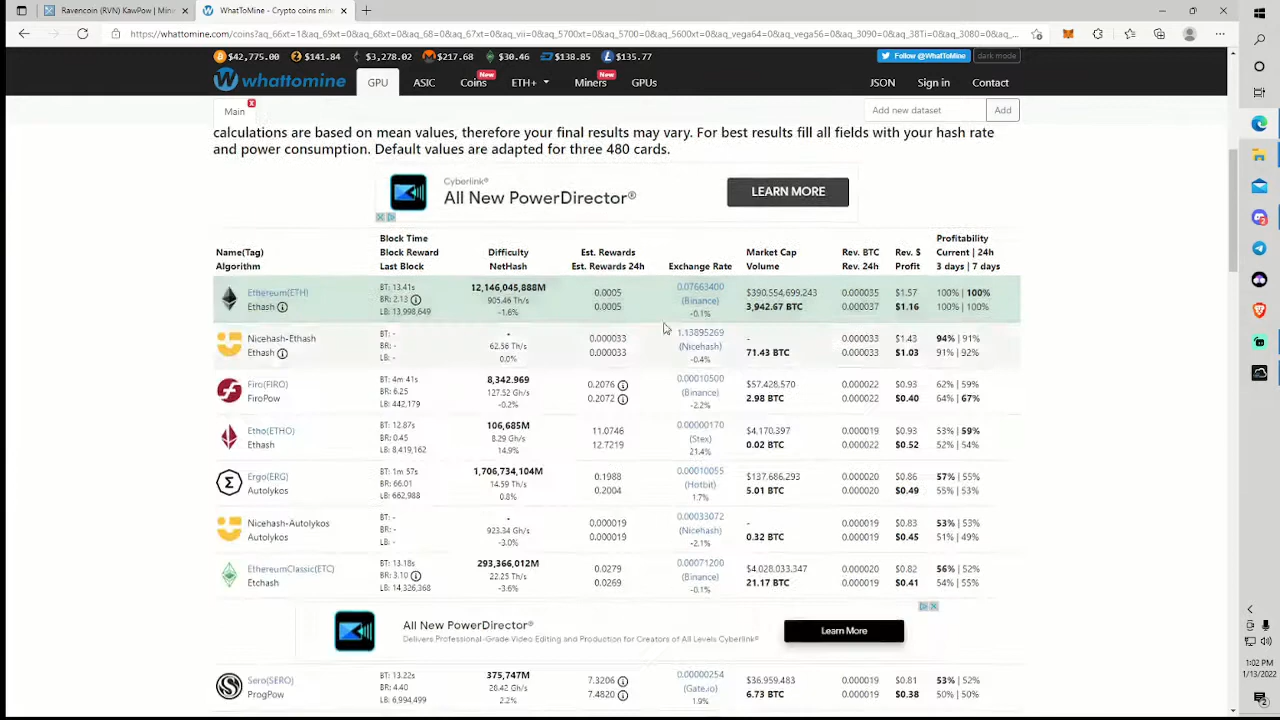 Ravencoin (RVN) KawPow | Mine
WhatToMine - Crypto coins minin
https://whattomine.com/coins?aq_66xt=1&aq_69xt=0&aq_68xt=0&aq_68=0&aq_67xt=0&aq_vii=0&aq_5700xt=0&aq_5700=0&aq_5600xt=0&aq_vega64=0&aq_vega56=0&aq_3090=0&aq_38Ti=0&aq_3080=0&aq_...
$42,775.00 $141.84 $3,278.02 $217.68 $30.46 $138.85 $135.77
Follow @WhatToMine dark mode
whattomine GPU ASIC Coins New ETH+ Miners New GPUs JSON Sign in Contact
Main Add new dataset Add
calculations are based on mean values, therefore your final results may vary. For best results fill all fields with your hash rate
and power consumption. Default values are adapted for three 480 cards.
Cyberlink®
All New PowerDirector®
LEARN MORE
Name(Tag) Algorithm
Block Time Block Reward Last Block
Difficulty NetHash
Est. Rewards Est. Rewards 24h
Exchange Rate
Market Cap Volume
Rev. BTC Rev. 24h
Rev. $ Profit
Profitability Current | 24h 3 days | 7 days
Ethereum(ETH) BT: 13.41s 12,146,045,888M 0.0005 0.07663400 $390,554,699,243 0.000035 $1.57 100% | 100%
Ethash BR: 2.13 905.46 Th/s 0.0005 (Binance) 3,942.67 BTC 0.000037 $1.16 100% | 100%
LB: 13,998,649 -1.6% -0.1%
Nicehash-Ethash BT: - - 0.000033 1.13895269 - 0.000033 $1.43 94% | 91%
Ethash BR: - 62.56 Th/s 0.000033 (Nicehash) 71.43 BTC 0.000033 $1.03 91% | 92%
LB: - 0.0% -0.4%
Firo(FIRO) BT: 4m 41s 8,342.969 0.2076 0.00010500 $57,428,570 0.000022 $0.93 62% | 59%
FiroPow BR: 6.25 127.52 Gh/s 0.2072 (Binance) 2.98 BTC 0.000022 $0.40 64% | 67%
LB: 442,179 -0.2% -2.2%
Etho(ETHO) BT: 12.87s 106,685M 11.0746 0.00000170 $4,170,397 0.000019 $0.93 53% | 59%
Ethash BR: 0.45 8.29 Gh/s 12.7219 (Stex) 0.02 BTC 0.000022 $0.52 52% | 54%
LB: 8,419,162 14.9% 21.4%
Ergo(ERG) BT: 1m 57s 1,706,734,104M 0.1988 0.00010055 $137,686,293 0.000020 $0.86 57% | 55%
Autolykos BR: 66.01 14.59 Th/s 0.2004 (Hotbit) 5.01 BTC 0.000020 $0.49 55% | 53%
LB: 662,988 0.8% 1.7%
Nicehash-Autolykos BT: - - 0.000019 0.00033072 - 0.000019 $0.83 53% | 53%
Autolykos BR: - 923.34 Gh/s 0.000019 (Nicehash) 0.32 BTC 0.000019 $0.45 51% | 49%
LB: - -3.0% -2.1%
EthereumClassic(ETC) BT: 13.18s 293,366,012M 0.0279 0.00071200 $4,028,033,347 0.000020 $0.82 56% | 52%
Etchash BR: 3.10 22.25 Th/s 0.0269 (Binance) 21.17 BTC 0.000019 $0.41 54% | 55%
LB: 14,326,368 -3.6% -0.1%
All New PowerDirector®
Delivers Professional-Grade Video Editing and Production for Creators of All Levels Cyberlink®
Learn More
Sero(SERO) BT: 13.22s 375,747M 7.3206 0.00000254 $36,959,483 0.000020 $0.81 53% | 52%
ProgPow BR: 4.40 28.42 Gh/s 7.4820 (Gate.io) 6.73 BTC 0.000019 $0.38 50% | 50%
LB: 6,994,499 2.2% 1.9%
1:02 PM
1/13/2022